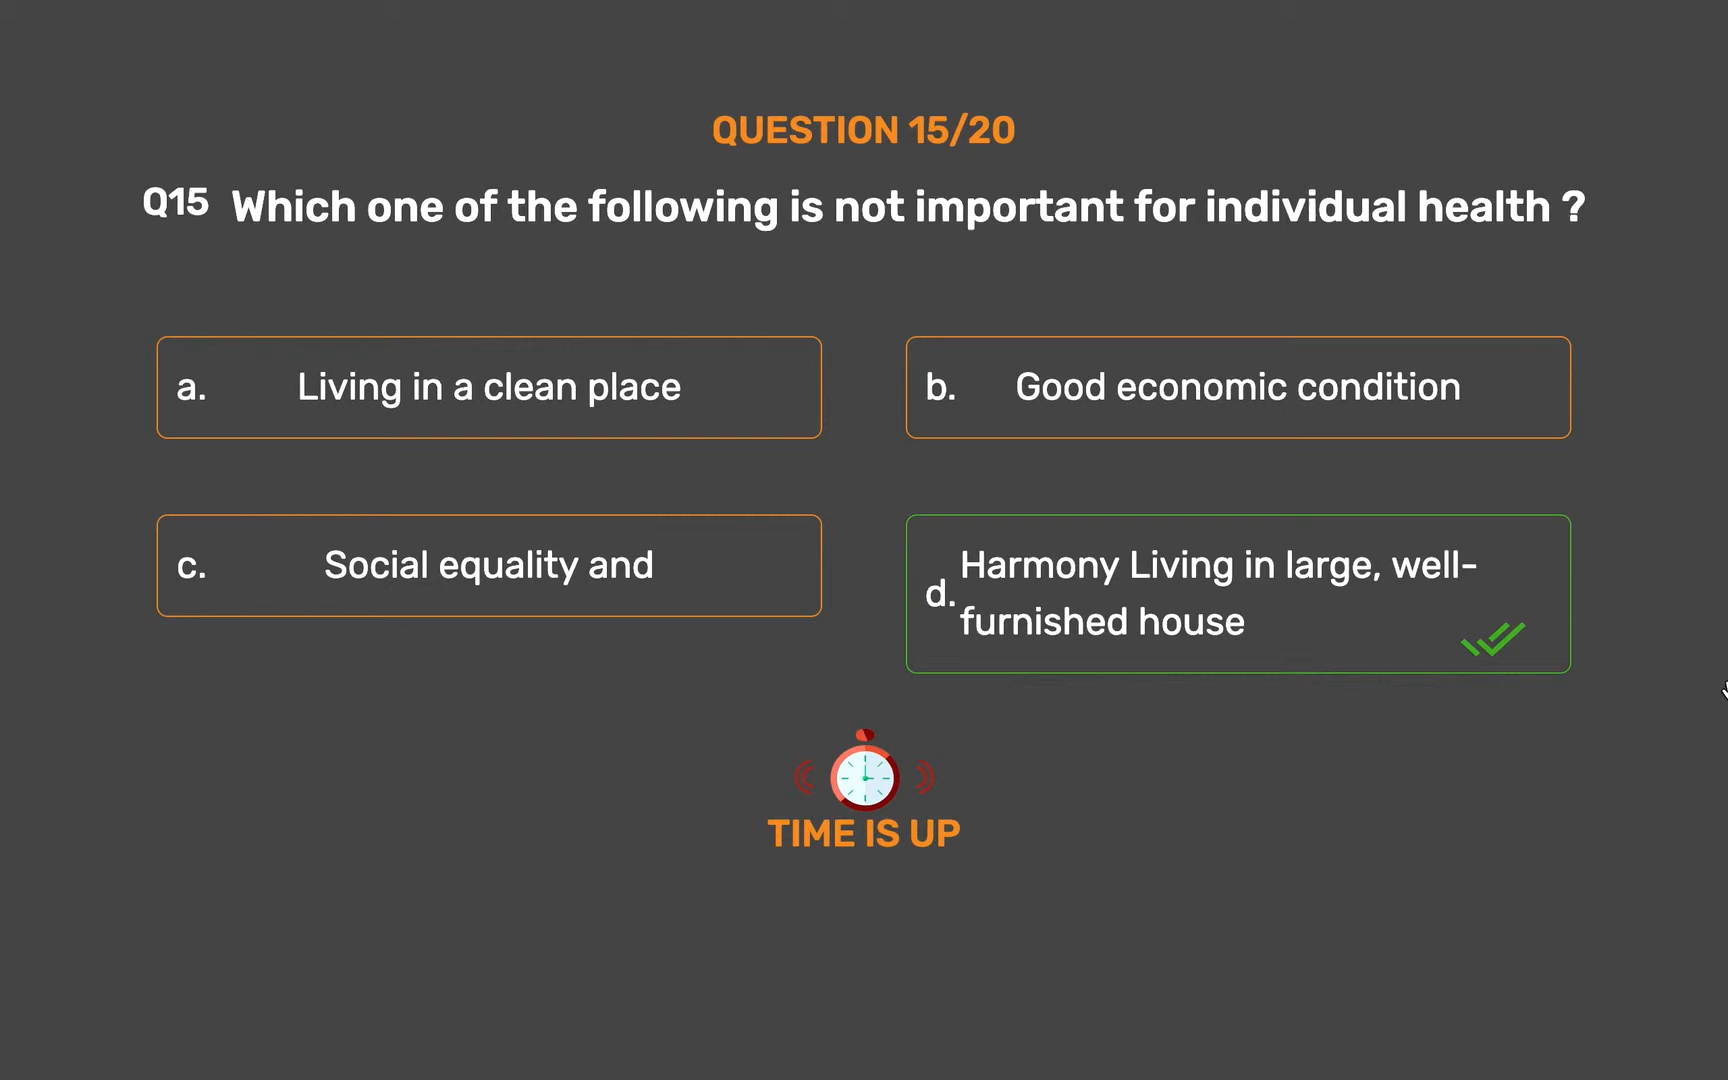 QUESTION 15/20
Q15 Which one of the following is not important for individual health ?
a. Living in a clean place
b. Good economic condition
c. Social equality and
d. Harmony Living in large, well-
furnished house
TIME IS UP